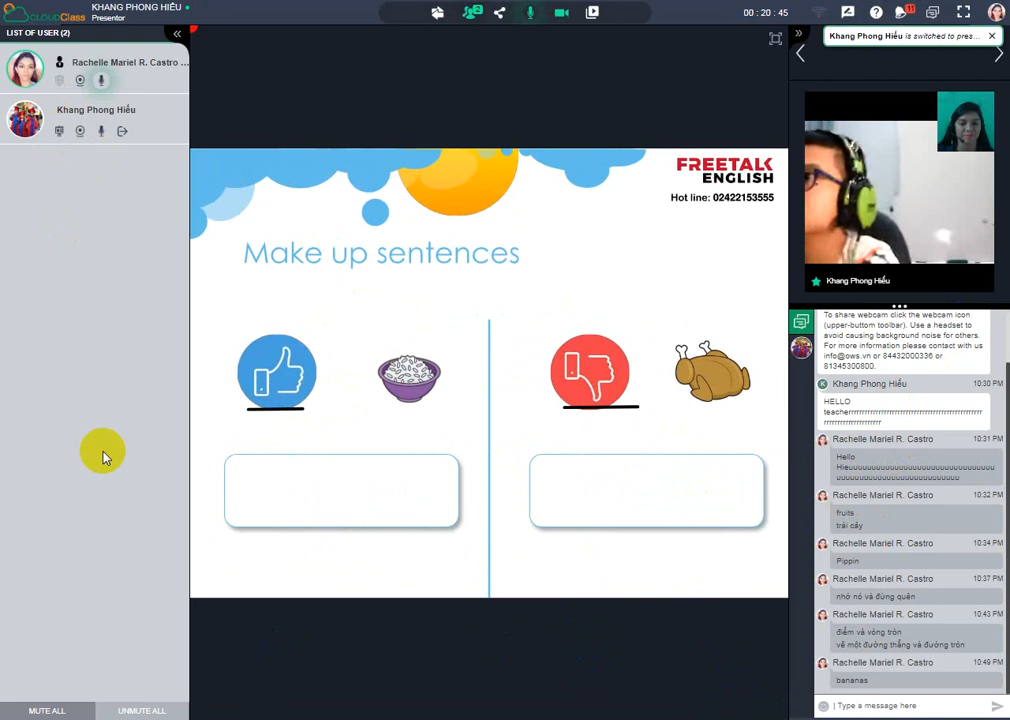 CLOUDCLASS
KHANG PHONG HIẾU
Presentor
2
00 : 20 : 45
11
LIST OF USER (2)
Rachelle Mariel R. Castro ...
Khang Phong Hiếu
MUTE ALL
UNMUTE ALL
FREETALK
ENGLISH
Hot line: 02422153555
Make up sentences
Khang Phong Hiếu is switched to pres...
Khang Phong Hiếu
To share webcam click the webcam icon
(upper-buttom toolbar). Use a headset to
avoid causing background noise for others.
For more information please contact with us
info@ows.vn or 84432000336 or
81345300800.
K
Khang Phong Hiếu
10:30 PM
HELLO
teacherrrrrrrrrrrrrrrrrrrrrrrrrrrrrrrrrrrrrrrrr
rrrrrrrrrrrrrrrrrrrr
Rachelle Mariel R. Castro
10:31 PM
Hello
Hieuuuuuuuuuuuuuuuuuuuuuuuuuuuuuu
uuuuuuuuuuuuuuuuuuuuuuuuuuu
Rachelle Mariel R. Castro
10:32 PM
fruits
trái cây
Rachelle Mariel R. Castro
10:34 PM
Pippin
Rachelle Mariel R. Castro
10:37 PM
nhớ nó và đừng quên
Rachelle Mariel R. Castro
10:43 PM
điểm và vòng tròn
vẽ một đường thẳng và đường tròn
Rachelle Mariel R. Castro
10:49 PM
bananas
Type a message here